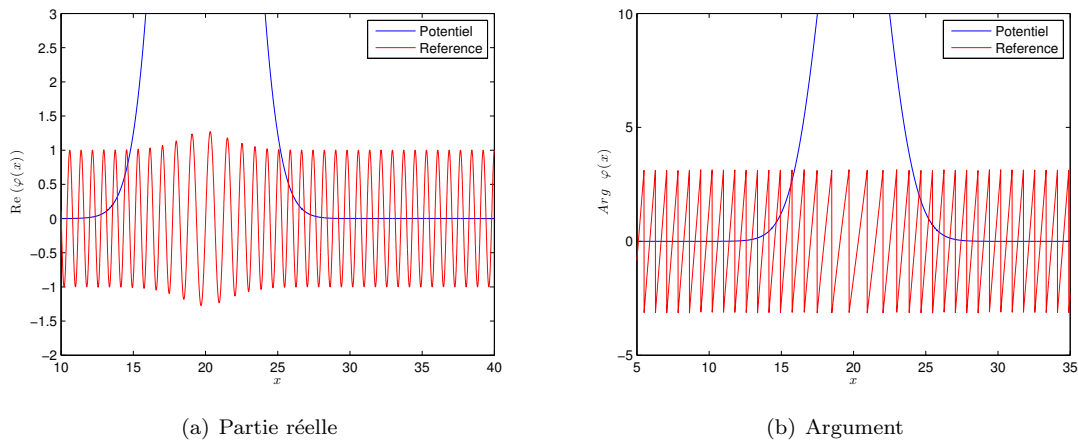 3
2.5
2
1.5
1
0.5
0
−0.5
−1
−1.5
−2
10 15 20 25 30 35 40
Re (φ(x))
x
Potentiel
Reference
(a) Partie réelle
10
5
0
−5
5 10 15 20 25 30 35
Arg φ(x)
x
Potentiel
Reference
(b) Argument